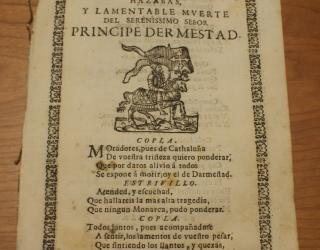 HAZAÑAS,
Y LAMENTABLE MVERTE
DEL SERENISSIMO SEÑOR
PRINCIPE DERMESTAD.
COPLA.
Moradores, pues de Cathaluña
De vuestra tristeza quiero ponderar,
Que por daros alivio à todos
Se expone à morir, oy el de Darmestad.
ESTRIVILLO.
Atended, y escuchad,
Que hallareis la mas alta tragedia,
Que ningun Monarca, pudo ponderar.
COPLA.
Todos juntos, pues acompañadme
A sentir, los lamentos de vuestro pesar,
Que sintiendo los llantos, y quexas,